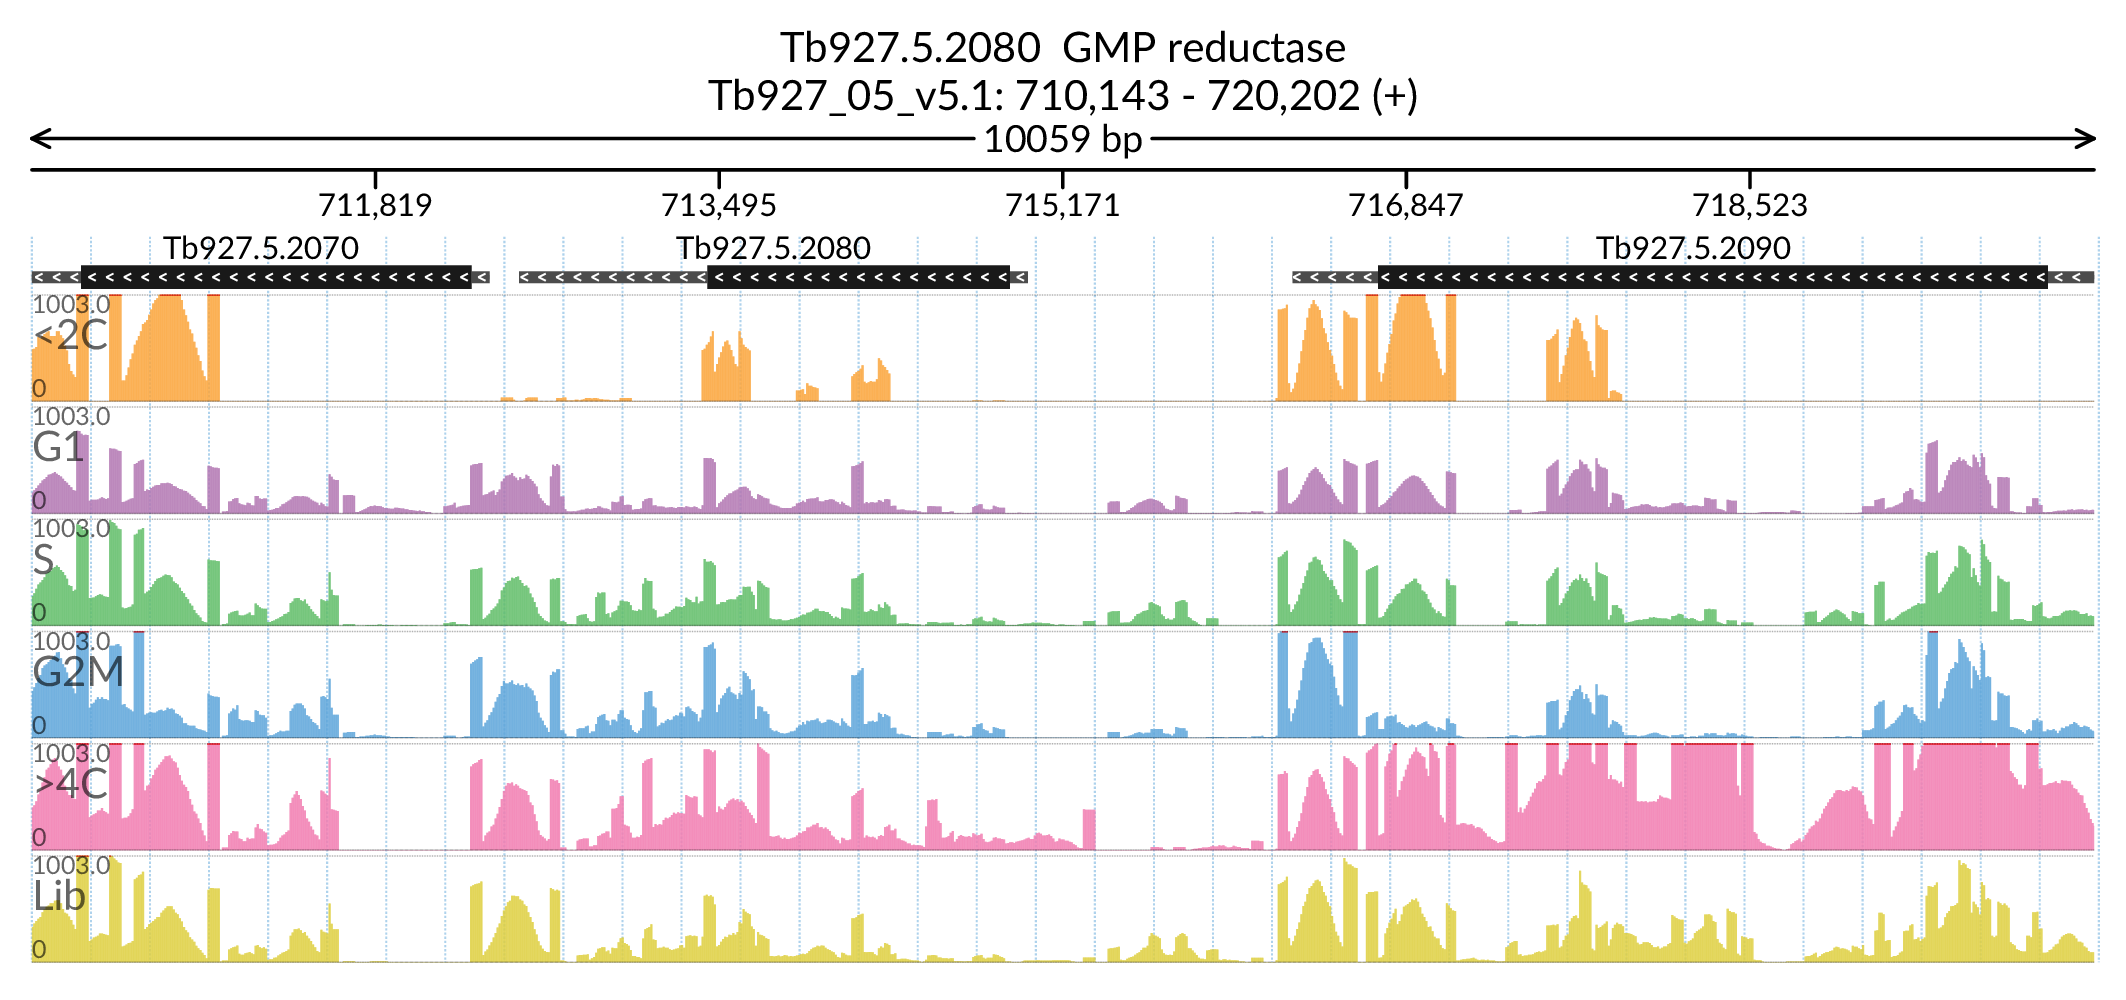 Tb927.5.2080 GMP reductase
Tb927_05_v5.1: 710,143 - 720,202 (+)
10059 bp
711,819 713,495 715,171 716,847 718,523
Tb927.5.2070 Tb927.5.2080 Tb927.5.2090
1003.0
<2C
0
1003.0
G1
0
1003.0
S
0
1003.0
G2M
0
1003.0
>4C
0
1003.0
Lib
0